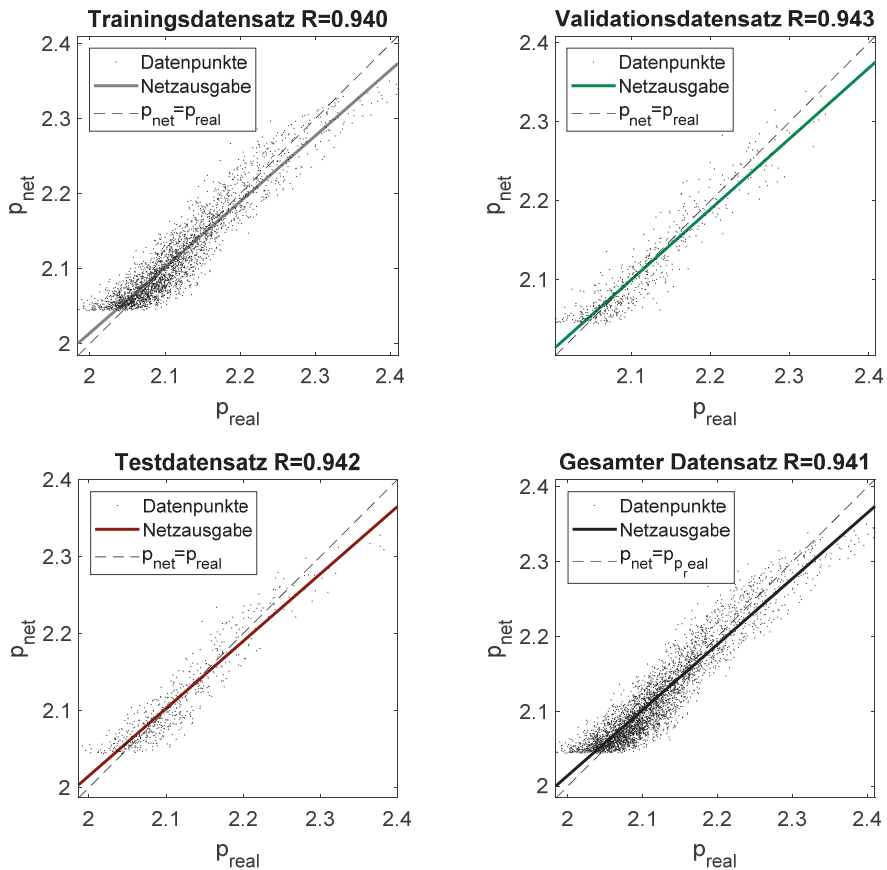 Trainingsdatensatz R=0.940
2.4
2.3
2.2
2.1
2
p_net
Datenpunkte
Netzausgabe
p_net=p_real
2 2.1 2.2 2.3 2.4
p_real
Validationsdatensatz R=0.943
2.4
2.3
2.2
2.1
p_net
Datenpunkte
Netzausgabe
p_net=p_real
2.1 2.2 2.3 2.4
p_real
Testdatensatz R=0.942
2.4
2.3
2.2
2.1
2
p_net
Datenpunkte
Netzausgabe
p_net=p_real
2 2.1 2.2 2.3 2.4
p_real
Gesamter Datensatz R=0.941
2.4
2.3
2.2
2.1
2
p_net
Datenpunkte
Netzausgabe
p_net=p_p_real
2 2.1 2.2 2.3 2.4
p_real